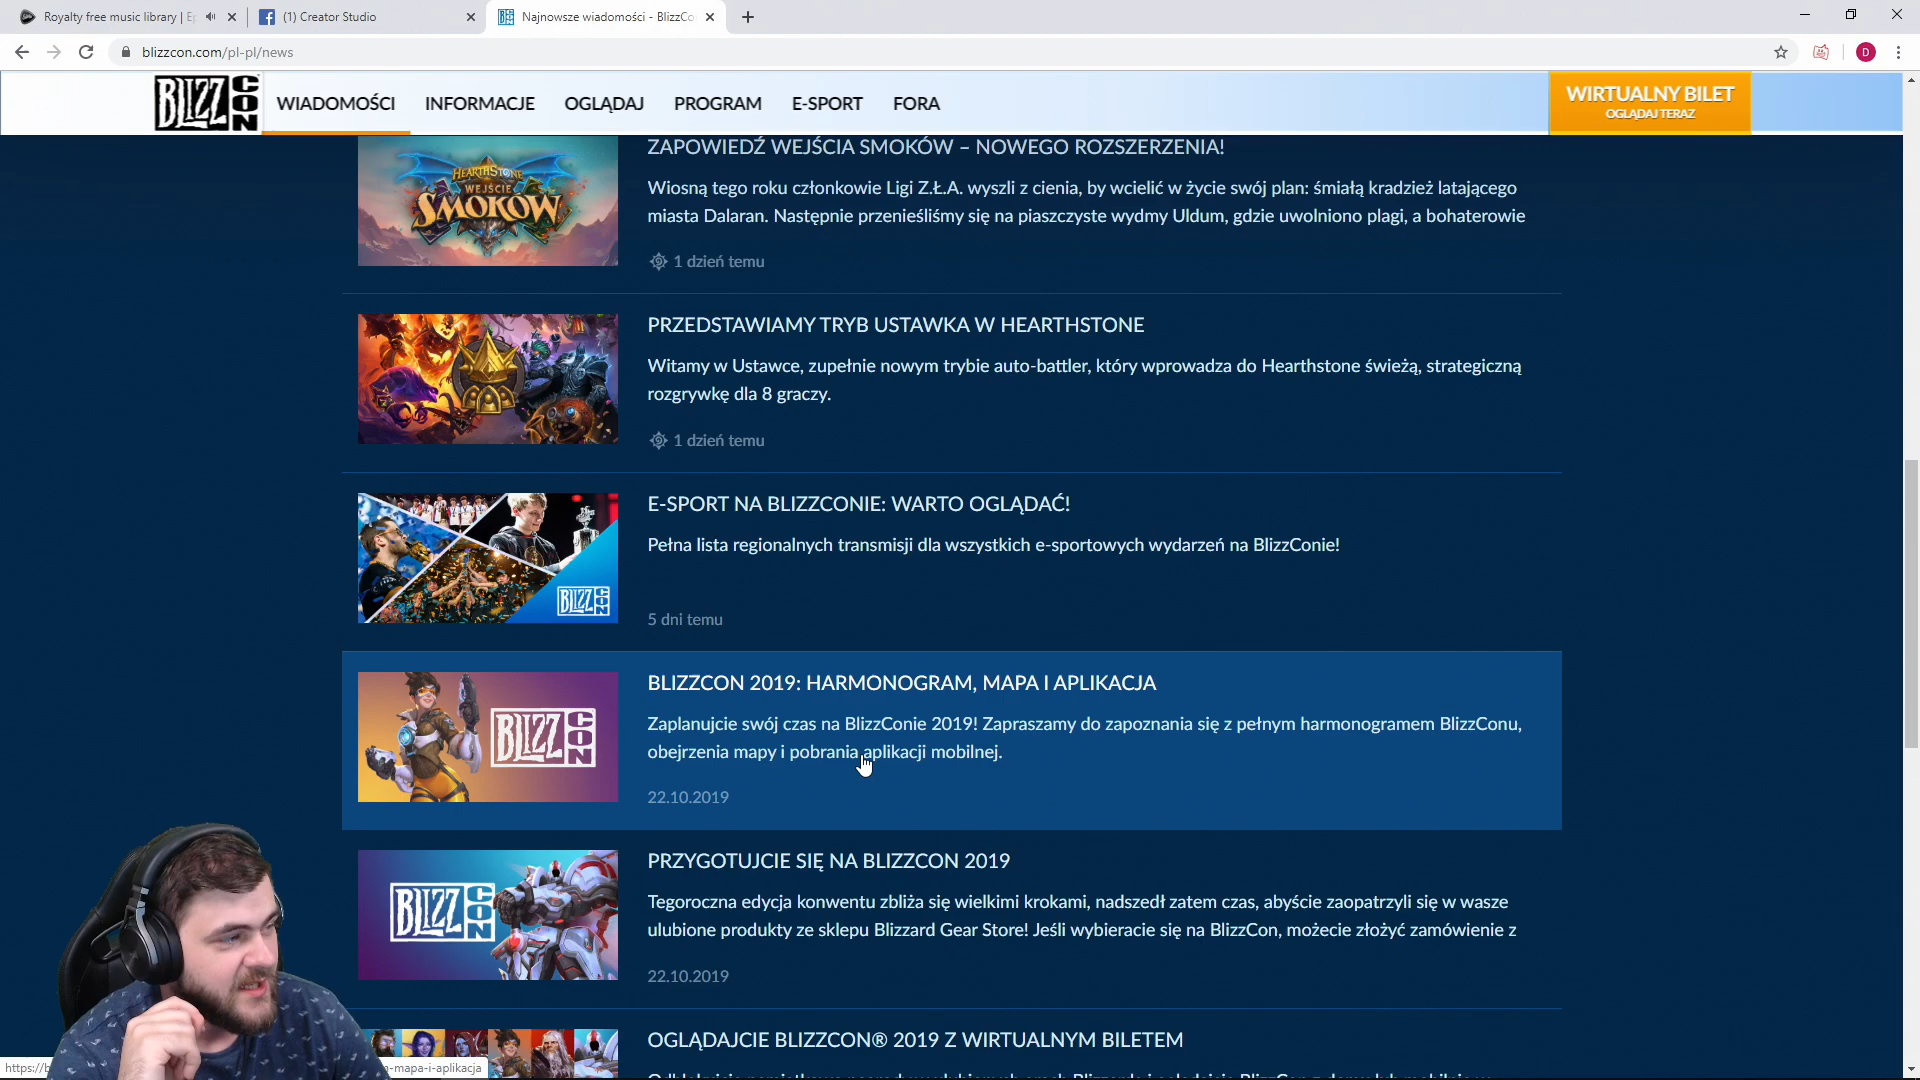 Royalty free music library | E
(1) Creator Studio
Najnowsze wiadomości - BlizzCo
blizzcon.com/pl-pl/news
D
BLIZZCON
WIADOMOŚCI
INFORMACJE
OGLĄDAJ
PROGRAM
E-SPORT
FORA
WIRTUALNY BILET
OGLĄDAJ TERAZ
HEARTHSTONE
WEJŚCIE
SMOKÓW
ZAPOWIEDŹ WEJŚCIA SMOKÓW – NOWEGO ROZSZERZENIA!
Wiosną tego roku członkowie Ligi Z.Ł.A. wyszli z cienia, by wcielić w życie swój plan: śmiałą kradzież latającego
miasta Dalaran. Następnie przenieśliśmy się na piaszczyste wydmy Uldum, gdzie uwolniono plagi, a bohaterowie
1 dzień temu
PRZEDSTAWIAMY TRYB USTAWKA W HEARTHSTONE
Witamy w Ustawce, zupełnie nowym trybie auto-battler, który wprowadza do Hearthstone świeżą, strategiczną
rozgrywkę dla 8 graczy.
1 dzień temu
BLIZZCON
E-SPORT NA BLIZZCONIE: WARTO OGLĄDAĆ!
Pełna lista regionalnych transmisji dla wszystkich e-sportowych wydarzeń na BlizzConie!
5 dni temu
BLIZZCON
BLIZZCON 2019: HARMONOGRAM, MAPA I APLIKACJA
Zaplanujcie swój czas na BlizzConie 2019! Zapraszamy do zapoznania się z pełnym harmonogramem BlizzConu,
obejrzenia mapy i pobrania aplikacji mobilnej.
22.10.2019
BLIZZCON
PRZYGOTUJCIE SIĘ NA BLIZZCON 2019
Tegoroczna edycja konwentu zbliża się wielkimi krokami, nadszedł zatem czas, abyście zaopatrzyli się w wasze
ulubione produkty ze sklepu Blizzard Gear Store! Jeśli wybieracie się na BlizzCon, możecie złożyć zamówienie z
22.10.2019
OGLĄDAJCIE BLIZZCON® 2019 Z WIRTUALNYM BILETEM
https://b
-mapa-i-aplikacja